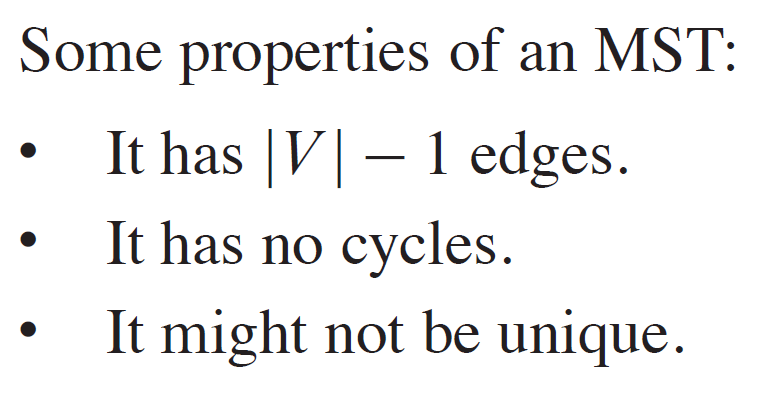 Some properties of an MST:
• It has |V| − 1 edges.
• It has no cycles.
• It might not be unique.